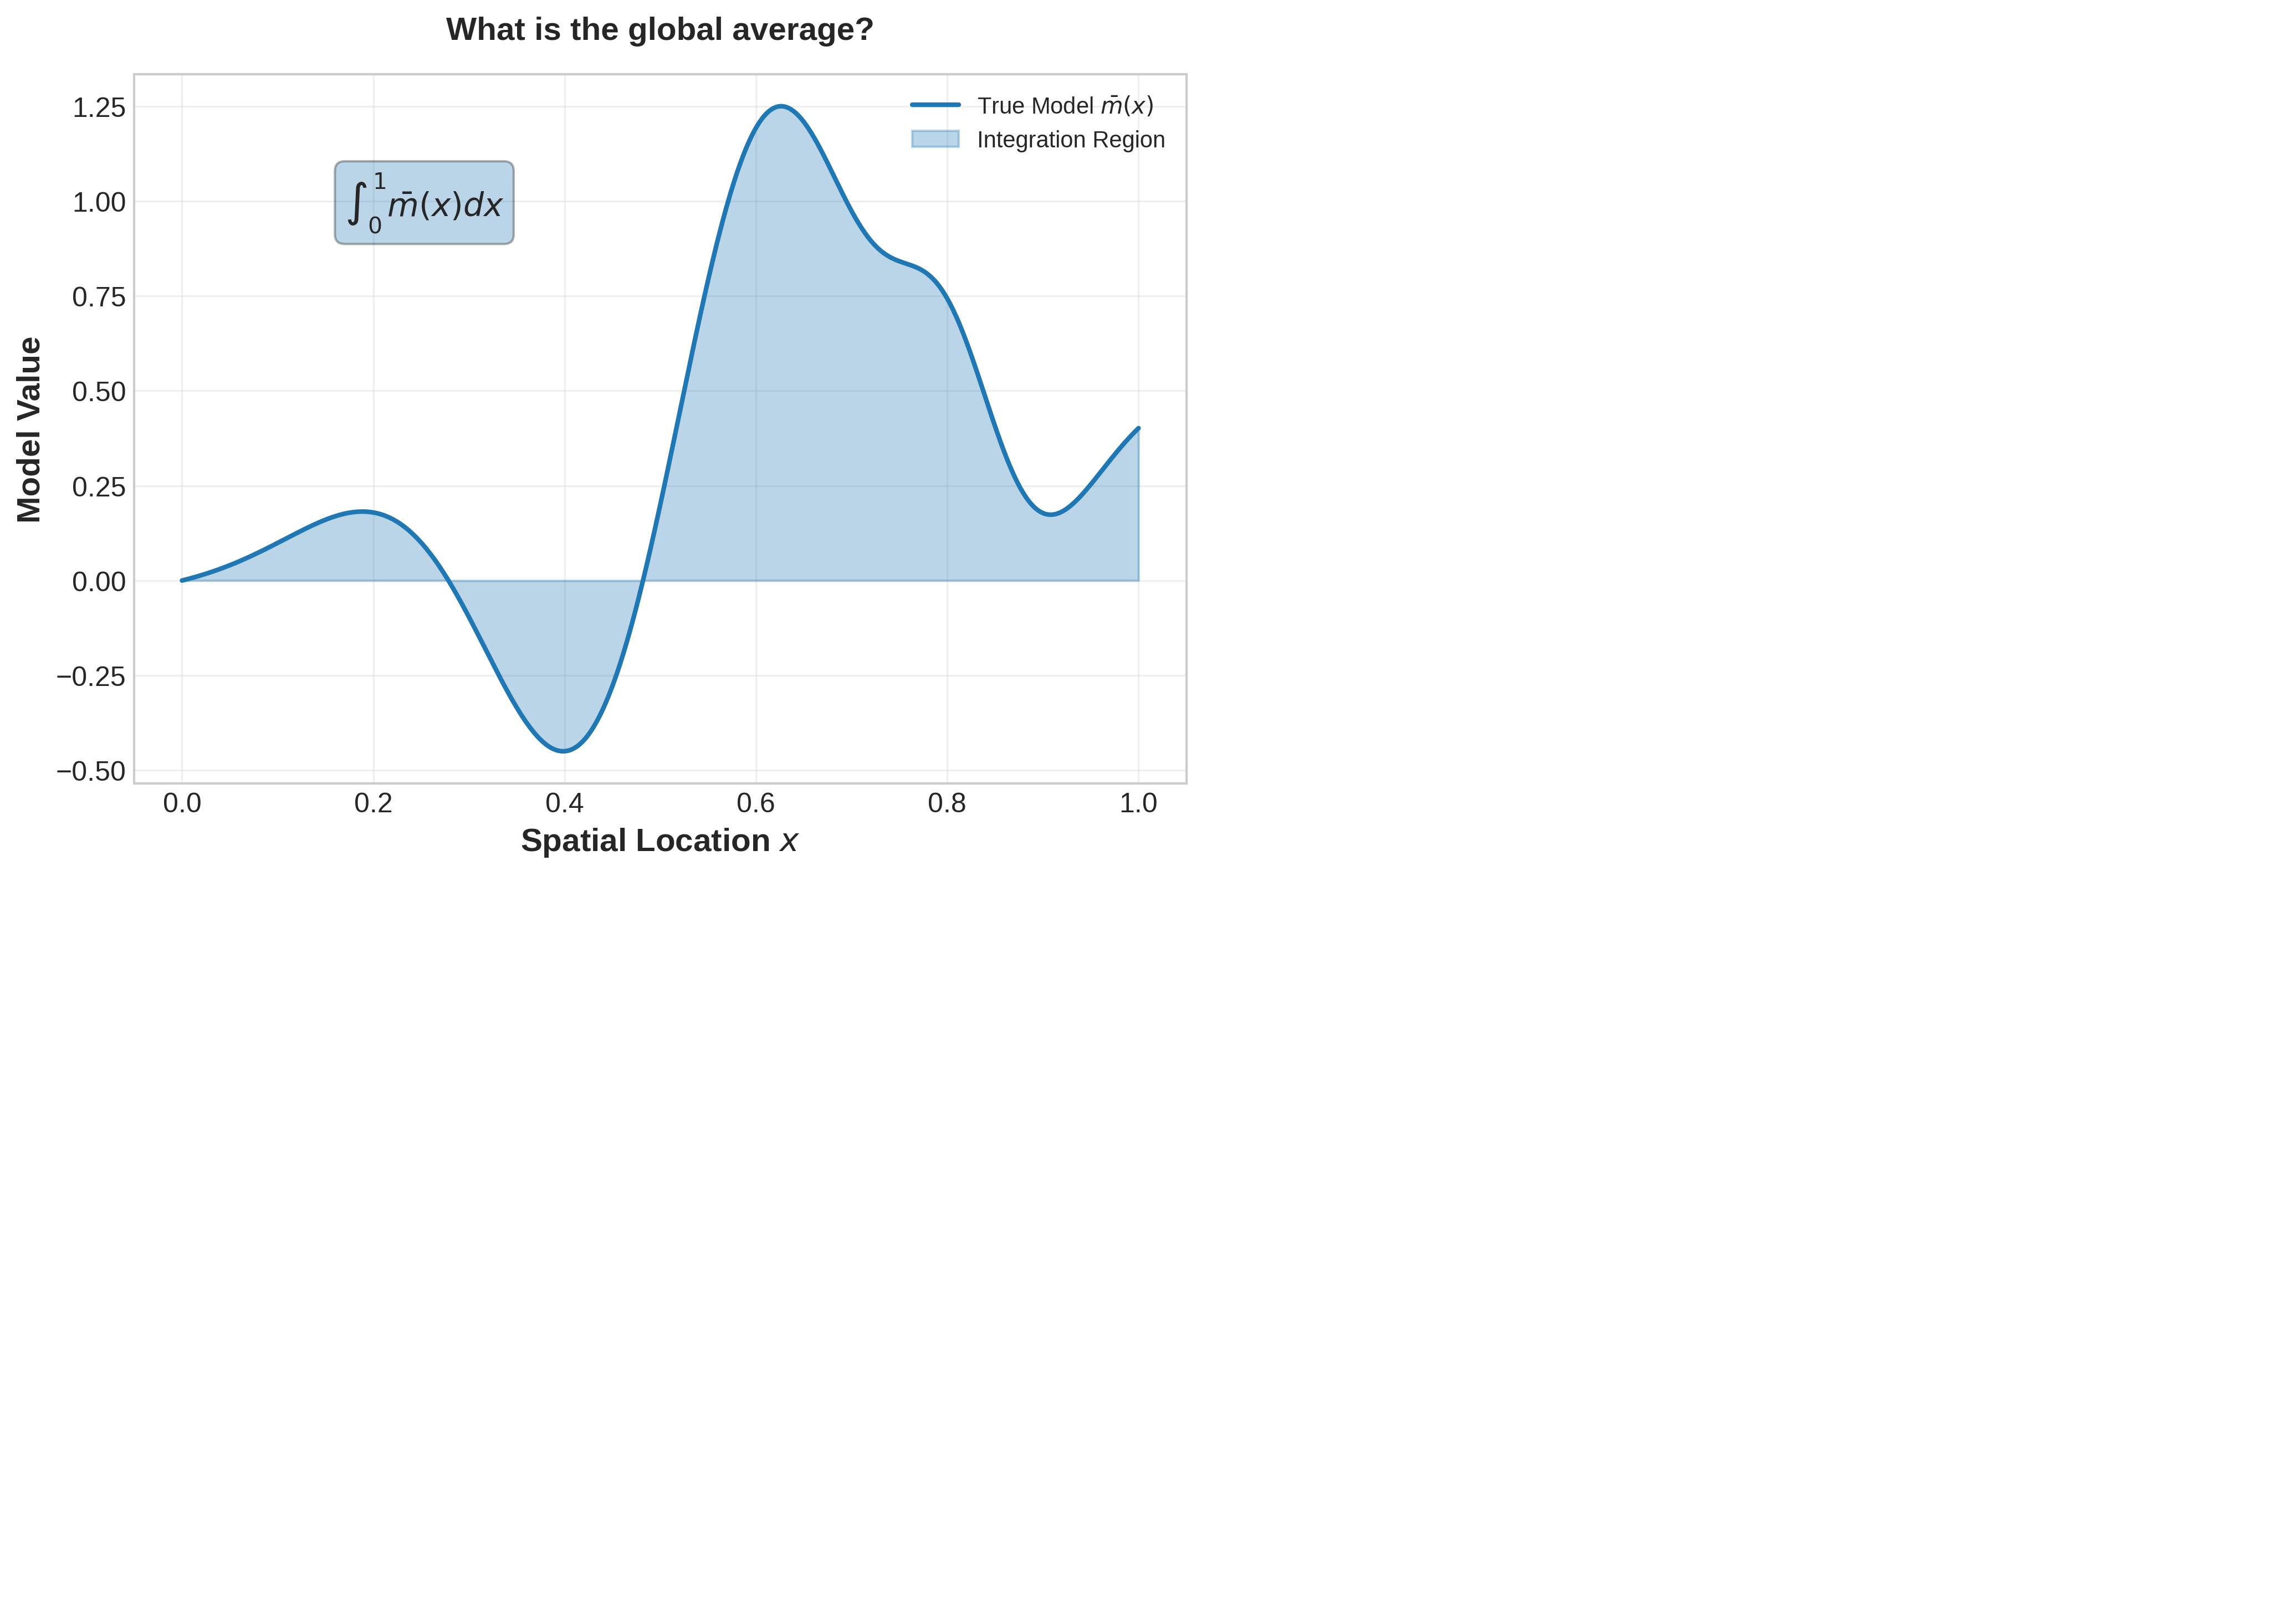 What is the global average?
True Model m̄(x)
Integration Region
∫₀¹ m̄(x)dx
Model Value
1.25
1.00
0.75
0.50
0.25
0.00
−0.25
−0.50
0.0 0.2 0.4 0.6 0.8 1.0
Spatial Location x